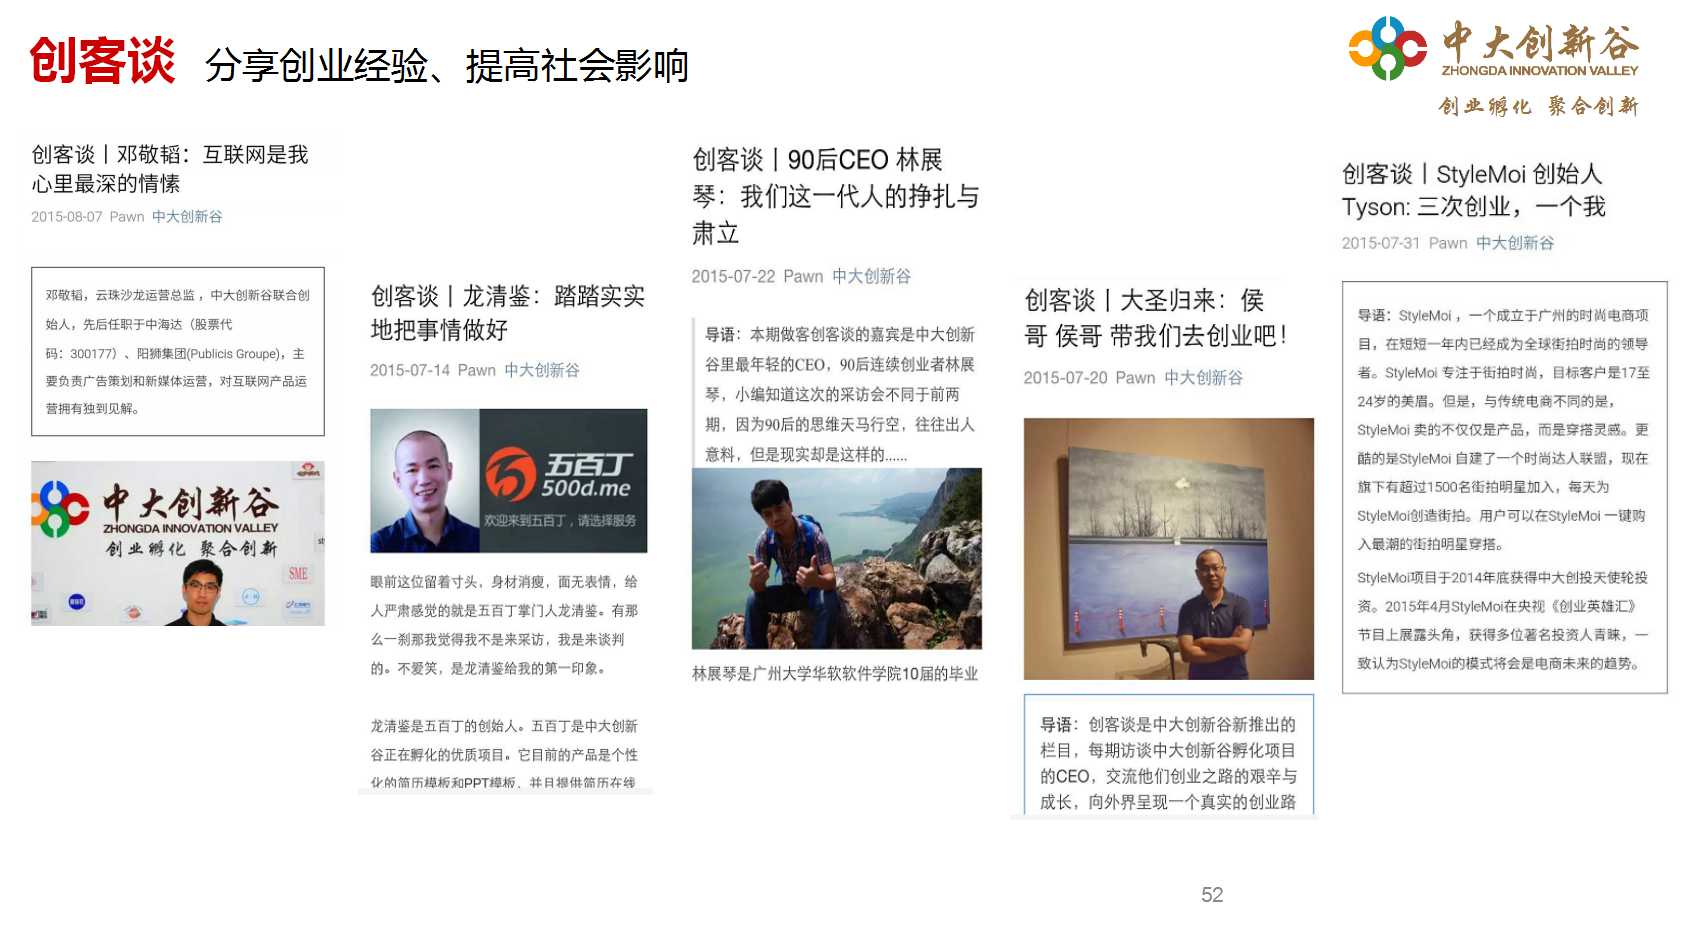 创客谈 分享创业经验、提高社会影响
中大创新谷
ZHONGDA INNOVATION VALLEY
创业孵化 聚合创新
创客谈丨邓敬韬：互联网是我
心里最深的情愫
2015-08-07 Pawn 中大创新谷
邓敬韬，云珠沙龙运营总监，中大创新谷联合创
始人，先后任职于中海达（股票代
码：300177）、阳狮集团(Publicis Groupe)，主
要负责广告策划和新媒体运营，对互联网产品运
营拥有独到见解。
中大创新谷
ZHONGDA INNOVATION VALLEY
创业孵化 聚合创新
SME
创客谈丨龙清鉴：踏踏实实
地把事情做好
2015-07-14 Pawn 中大创新谷
五百丁
500d.me
欢迎来到五百丁，请选择服务
眼前这位留着寸头，身材消瘦，面无表情，给
人严肃感觉的就是五百丁掌门人龙清鉴。有那
么一刹那我觉得我不是来采访，我是来谈判
的。不爱笑，是龙清鉴给我的第一印象。
龙清鉴是五百丁的创始人。五百丁是中大创新
谷正在孵化的优质项目。它目前的产品是个性
化的简历模板和PPT模板，并且提供简历在线
创客谈丨90后CEO 林展
琴：我们这一代人的挣扎与
肃立
2015-07-22 Pawn 中大创新谷
导语：本期做客创客谈的嘉宾是中大创新
谷里最年轻的CEO，90后连续创业者林展
琴，小编知道这次的采访会不同于前两
期，因为90后的思维天马行空，往往出人
意料，但是现实却是这样的......
林展琴是广州大学华软软件学院10届的毕业
创客谈丨大圣归来：侯
哥 侯哥 带我们去创业吧！
2015-07-20 Pawn 中大创新谷
导语：创客谈是中大创新谷新推出的
栏目，每期访谈中大创新谷孵化项目
的CEO，交流他们创业之路的艰辛与
成长，向外界呈现一个真实的创业路
创客谈丨StyleMoi 创始人
Tyson: 三次创业，一个我
2015-07-31 Pawn 中大创新谷
导语：StyleMoi ，一个成立于广州的时尚电商项
目，在短短一年内已经成为全球街拍时尚的领导
者。StyleMoi 专注于街拍时尚，目标客户是17至
24岁的美眉。但是，与传统电商不同的是，
StyleMoi 卖的不仅仅是产品，而是穿搭灵感。更
酷的是StyleMoi 自建了一个时尚达人联盟，现在
旗下有超过1500名街拍明星加入，每天为
StyleMoi创造街拍。用户可以在StyleMoi 一键购
入最潮的街拍明星穿搭。
StyleMoi项目于2014年底获得中大创投天使轮投
资。2015年4月StyleMoi在央视《创业英雄汇》
节目上展露头角，获得多位著名投资人青睐，一
致认为StyleMoi的模式将会是电商未来的趋势。
52